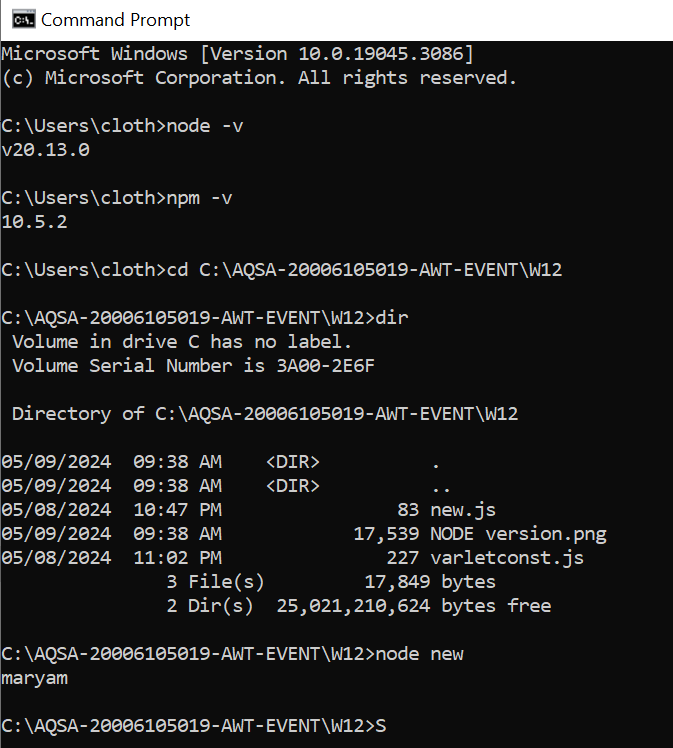 Command Prompt
Microsoft Windows [Version 10.0.19045.3086]
(c) Microsoft Corporation. All rights reserved.
C:\Users\cloth>node -v
v20.13.0
C:\Users\cloth>npm -v
10.5.2
C:\Users\cloth>cd C:\AQSA-20006105019-AWT-EVENT\W12
C:\AQSA-20006105019-AWT-EVENT\W12>dir
 Volume in drive C has no label.
 Volume Serial Number is 3A00-2E6F
 Directory of C:\AQSA-20006105019-AWT-EVENT\W12
05/09/2024  09:38 AM    <DIR>          .
05/09/2024  09:38 AM    <DIR>          ..
05/08/2024  10:47 PM                83 new.js
05/09/2024  09:38 AM            17,539 NODE version.png
05/08/2024  11:02 PM               227 varletconst.js
               3 File(s)         17,849 bytes
               2 Dir(s)  25,021,210,624 bytes free
C:\AQSA-20006105019-AWT-EVENT\W12>node new
maryam
C:\AQSA-20006105019-AWT-EVENT\W12>S